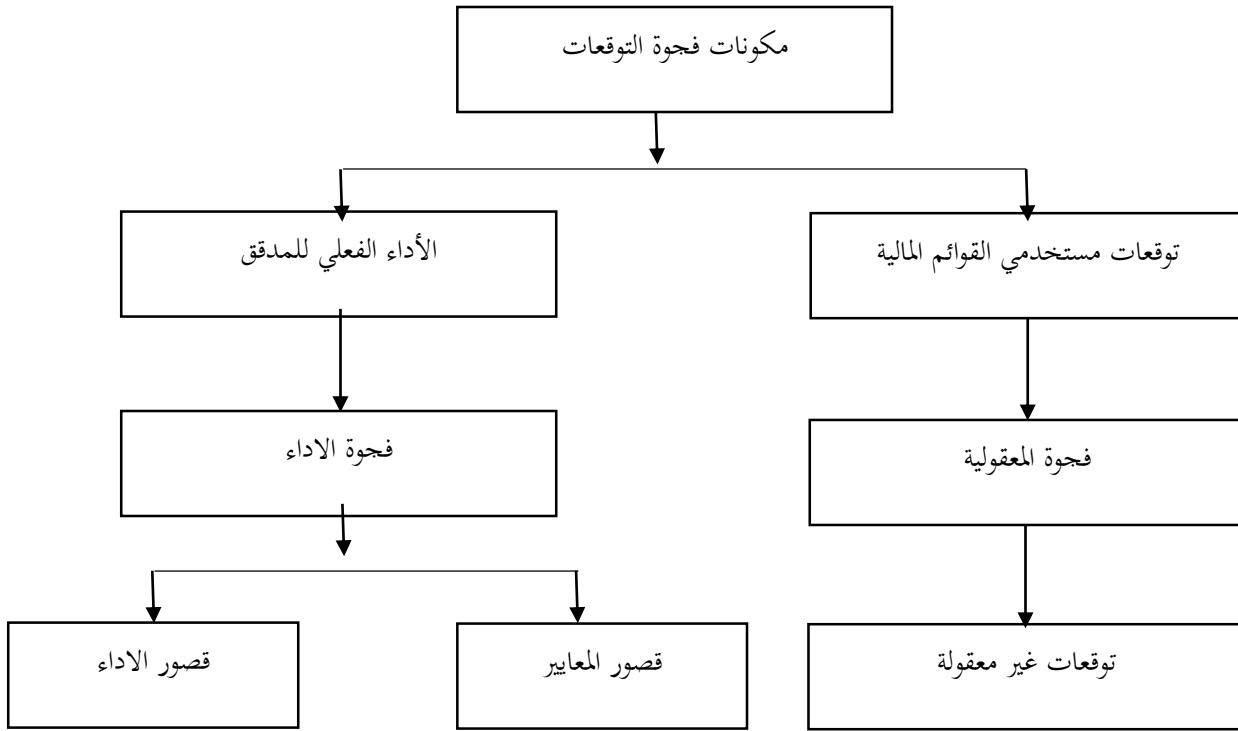 مكونات فجوة التوقعات
توقعات مستخدمي القوائم المالية
الأداء الفعلي للمدقق
فجوة المعقولية
فجوة الاداء
توقعات غير معقولة
قصور المعايير
قصور الاداء